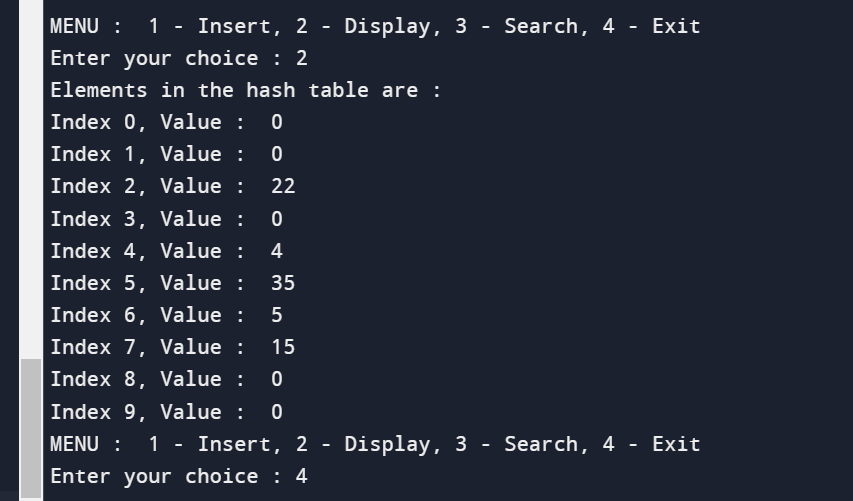 MENU :  1 - Insert, 2 - Display, 3 - Search, 4 - Exit
Enter your choice : 2
Elements in the hash table are :
Index 0, Value :  0
Index 1, Value :  0
Index 2, Value :  22
Index 3, Value :  0
Index 4, Value :  4
Index 5, Value :  35
Index 6, Value :  5
Index 7, Value :  15
Index 8, Value :  0
Index 9, Value :  0
MENU :  1 - Insert, 2 - Display, 3 - Search, 4 - Exit
Enter your choice : 4